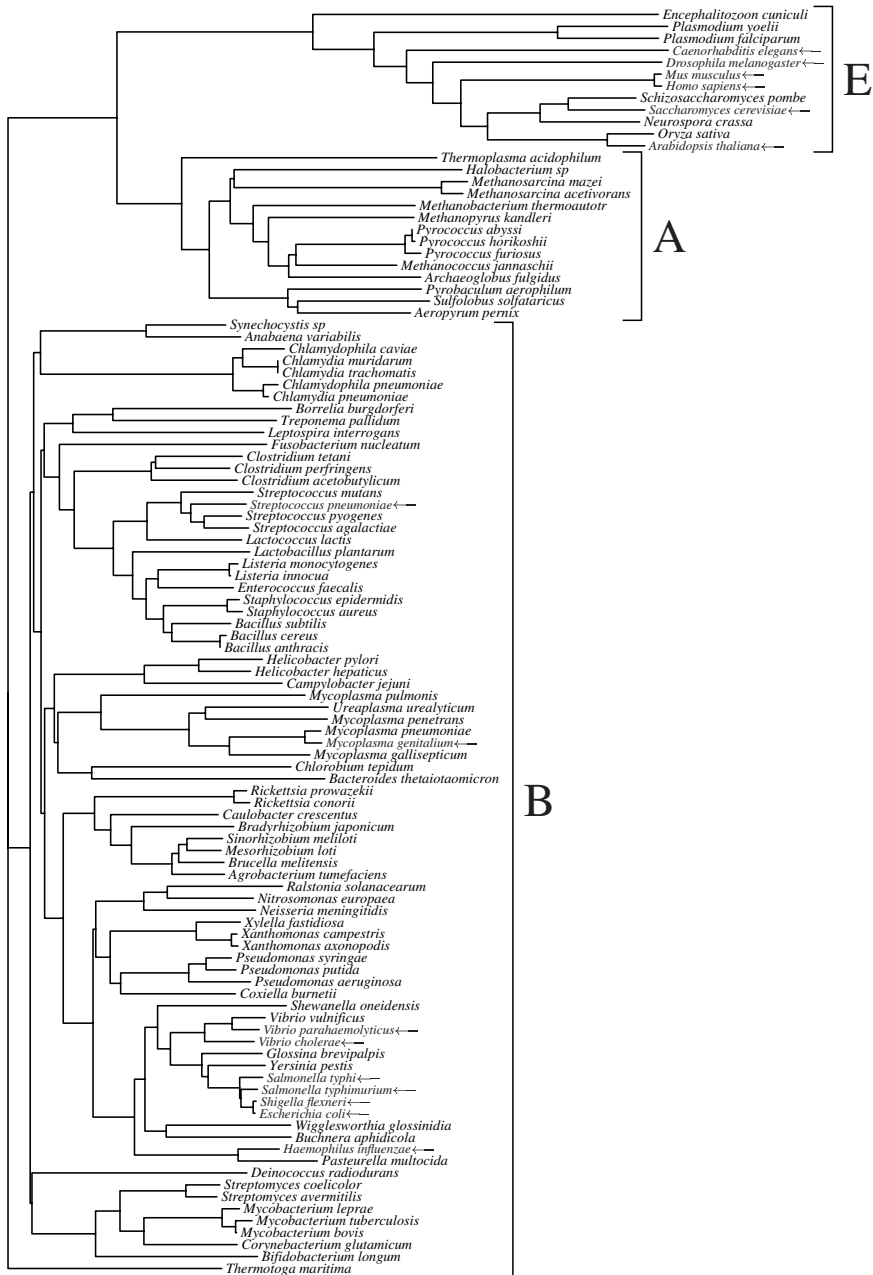 Encephalitozoon cuniculi
Plasmodium yoelii
Plasmodium falciparum
Caenorhabditis elegans←
Drosophila melanogaster←
Mus musculus←
Homo sapiens←
E
Schizosaccharomyces pombe
Saccharomyces cerevisiae←
Neurospora crassa
Oryza sativa
Arabidopsis thaliana←
Thermoplasma acidophilum
Halobacterium sp
Methanosarcina mazei
Methanosarcina acetivorans
Methanobacterium thermoautotr
Methanopyrus kandleri
Pyrococcus abyssi
A
Pyrococcus horikoshii
Pyrococcus furiosus
Methanococcus jannaschii
Archaeoglobus fulgidus
Pyrobaculum aerophilum
Sulfolobus solfataricus
Aeropyrum pernix
Synechocystis sp
Anabaena variabilis
Chlamydophila caviae
Chlamydia muridarum
Chlamydia trachomatis
Chlamydophila pneumoniae
Chlamydia pneumoniae
Borrelia burgdorferi
Treponema pallidum
Leptospira interrogans
Fusobacterium nucleatum
Clostridium tetani
Clostridium perfringens
Clostridium acetobutylicum
Streptococcus mutans
Streptococcus pneumoniae←
Streptococcus pyogenes
Streptococcus agalactiae
Lactococcus lactis
Lactobacillus plantarum
Listeria monocytogenes
Listeria innocua
Enterococcus faecalis
Staphylococcus epidermidis
Staphylococcus aureus
Bacillus subtilis
Bacillus cereus
Bacillus anthracis
Helicobacter pylori
Helicobacter hepaticus
Campylobacter jejuni
Mycoplasma pulmonis
Ureaplasma urealyticum
Mycoplasma penetrans
Mycoplasma pneumoniae
Mycoplasma genitalium←
Mycoplasma gallisepticum
Chlorobium tepidum
Bacteroides thetaiotaomicron
Rickettsia prowazekii
B
Rickettsia conorii
Caulobacter crescentus
Bradyrhizobium japonicum
Sinorhizobium meliloti
Mesorhizobium loti
Brucella melitensis
Agrobacterium tumefaciens
Ralstonia solanacearum
Nitrosomonas europaea
Neisseria meningitidis
Xylella fastidiosa
Xanthomonas campestris
Xanthomonas axonopodis
Pseudomonas syringae
Pseudomonas putida
Pseudomonas aeruginosa
Coxiella burnetii
Shewanella oneidensis
Vibrio vulnificus
Vibrio parahaemolyticus←
Vibrio cholerae←
Glossina brevipalpis
Yersinia pestis
Salmonella typhi←
Salmonella typhimurium←
Shigella flexneri←
Escherichia coli←
Wigglesworthia glossinidia
Buchnera aphidicola
Haemophilus influenzae←
Pasteurella multocida
Deinococcus radiodurans
Streptomyces coelicolor
Streptomyces avermitilis
Mycobacterium leprae
Mycobacterium tuberculosis
Mycobacterium bovis
Corynebacterium glutamicum
Bifidobacterium longum
Thermotoga maritima